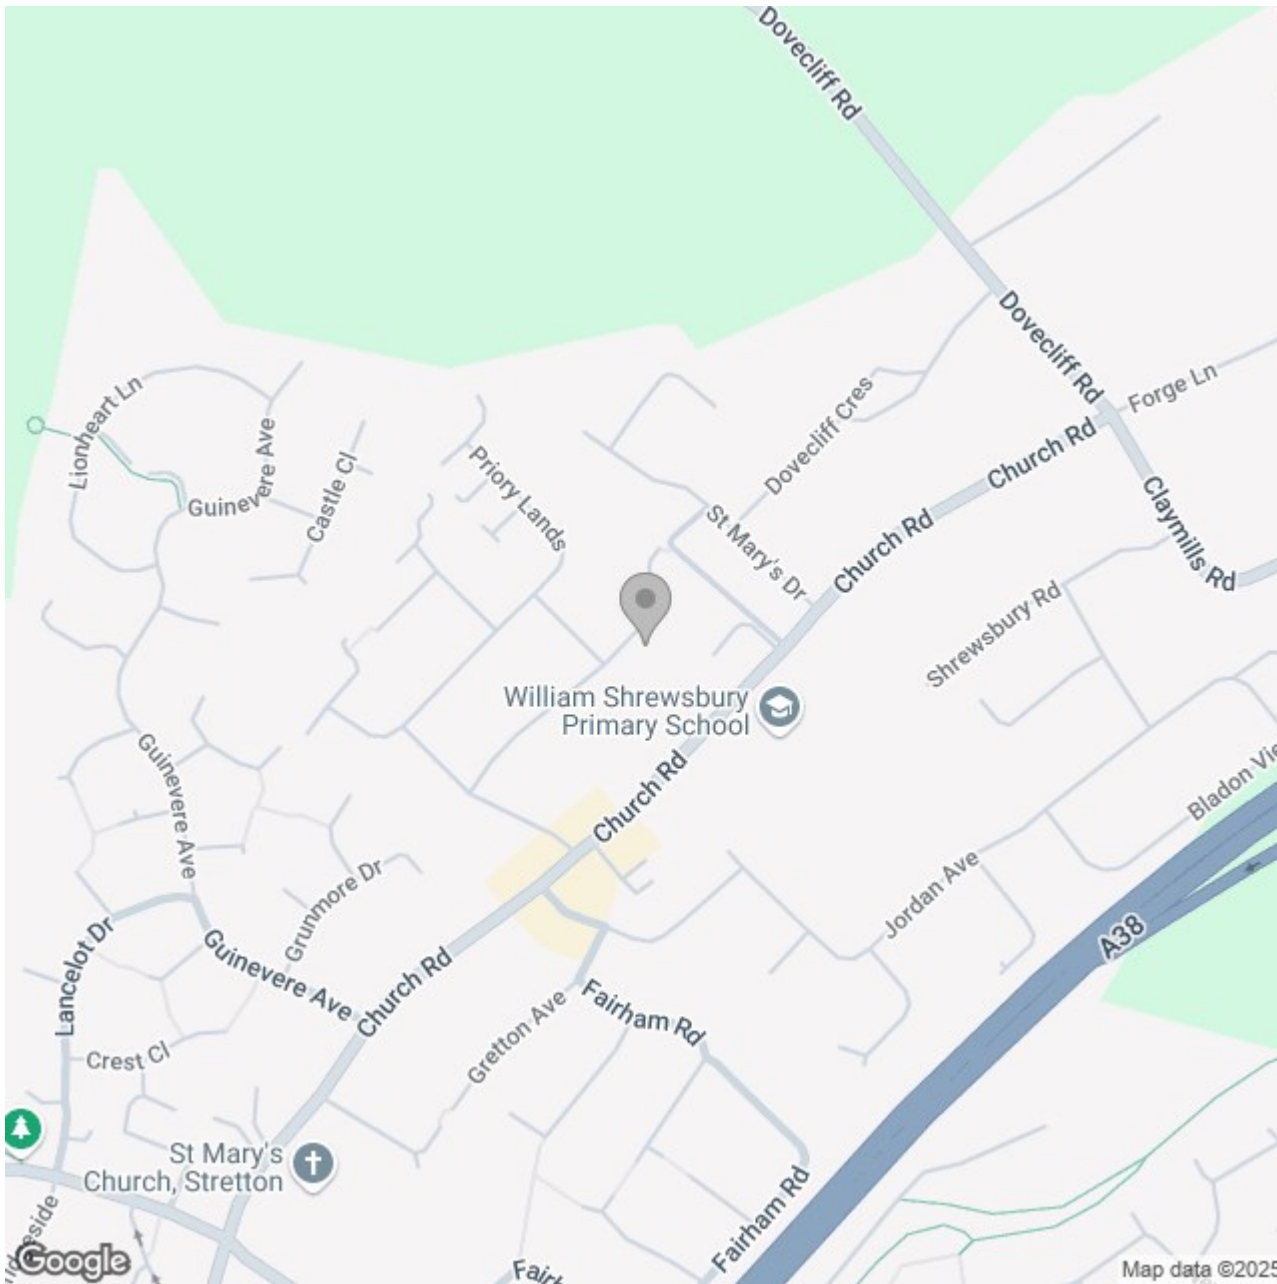 Dovecliff Rd
Dovecliff Rd
Forge Ln
Church Rd
Lionheart Ln
Guinevere Ave
Castle Cl
Priory Lands
Dovecliff Cres
St Mary's Dr
Church Rd
Claymills Rd
Shrewsbury Rd
William Shrewsbury
Primary School
Guinevere Ave
Church Rd
Bladon Vie
Jordan Ave
A38
Grunmore Dr
Lancelot Dr
Guinevere Ave
Church Rd
Fairham Rd
Gretton Ave
Crest Cl
St Mary's
Church, Stretton
Fairham Rd
Google
Map data ©2025